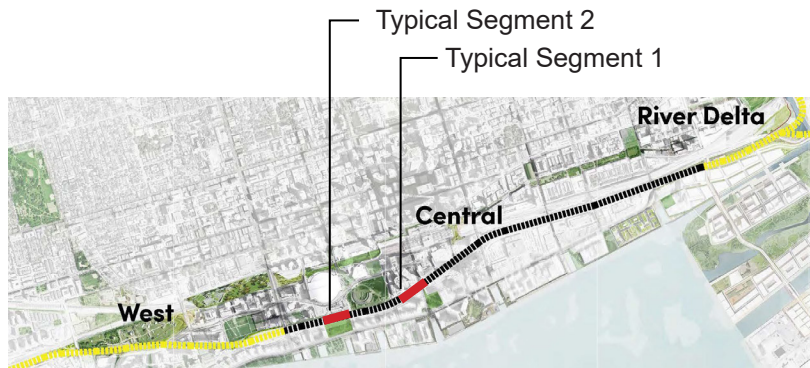 Typical Segment 2
Typical Segment 1
River Delta
Central
West